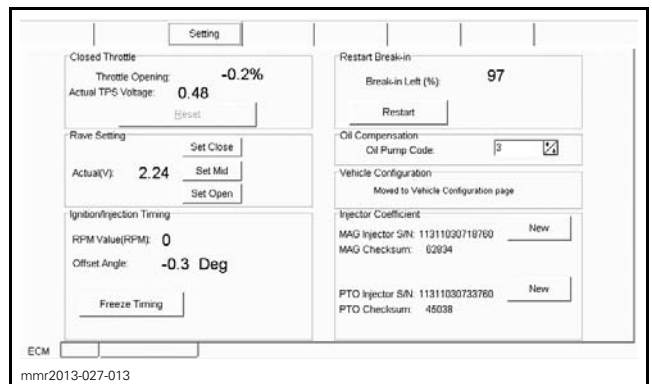 Setting
Closed Throttle
Throttle Opening: -0.2%
Actual TPS Voltage: 0.48
Reset
Rave Setting
Set Close
Actual(V): 2.24 Set Mid
Set Open
Ignition/Injection Timing
RPM Value(RPM): 0
Offset Angle: -0.3 Deg
Freeze Timing
Restart Break-in
Break-in Left (%): 97
Restart
Oil Compensation
Oil Pump Code: 3
Vehicle Configuration
Moved to Vehicle Configuration page
Injector Coefficient
MAG Injector S/N: 11311030718760 New
MAG Checksum: 62834
PTO Injector S/N: 11311030733760 New
PTO Checksum: 45038
ECM
mmr2013-027-013